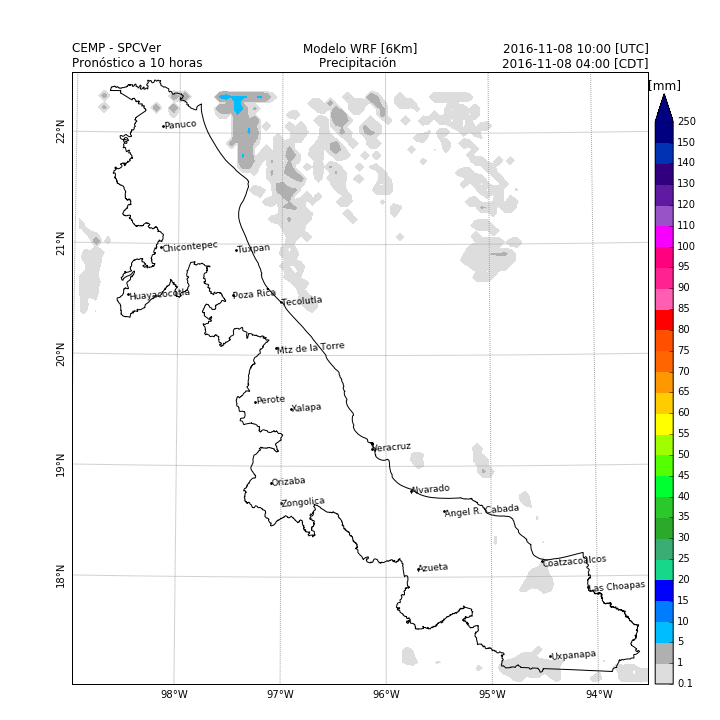 CEMP - SPCVer
Modelo WRF [6Km]
2016-11-08 10:00 [UTC]
Pronóstico a 10 horas
Precipitación
2016-11-08 04:00 [CDT]
[mm]
250
150
140
130
120
110
100
95
90
85
80
75
70
65
60
55
50
45
40
35
30
25
20
15
10
5
1
0.1
22°N
21°N
20°N
19°N
18°N
Panuco
Chicontepec
Tuxpan
Huayacocotla
Poza Rica
Tecolutla
Mtz de la Torre
Perote
Xalapa
Veracruz
Orizaba
Alvarado
Zongolica
Angel R. Cabada
Azueta
Coatzacoalcos
Las Choapas
Uxpanapa
98°W
97°W
96°W
95°W
94°W